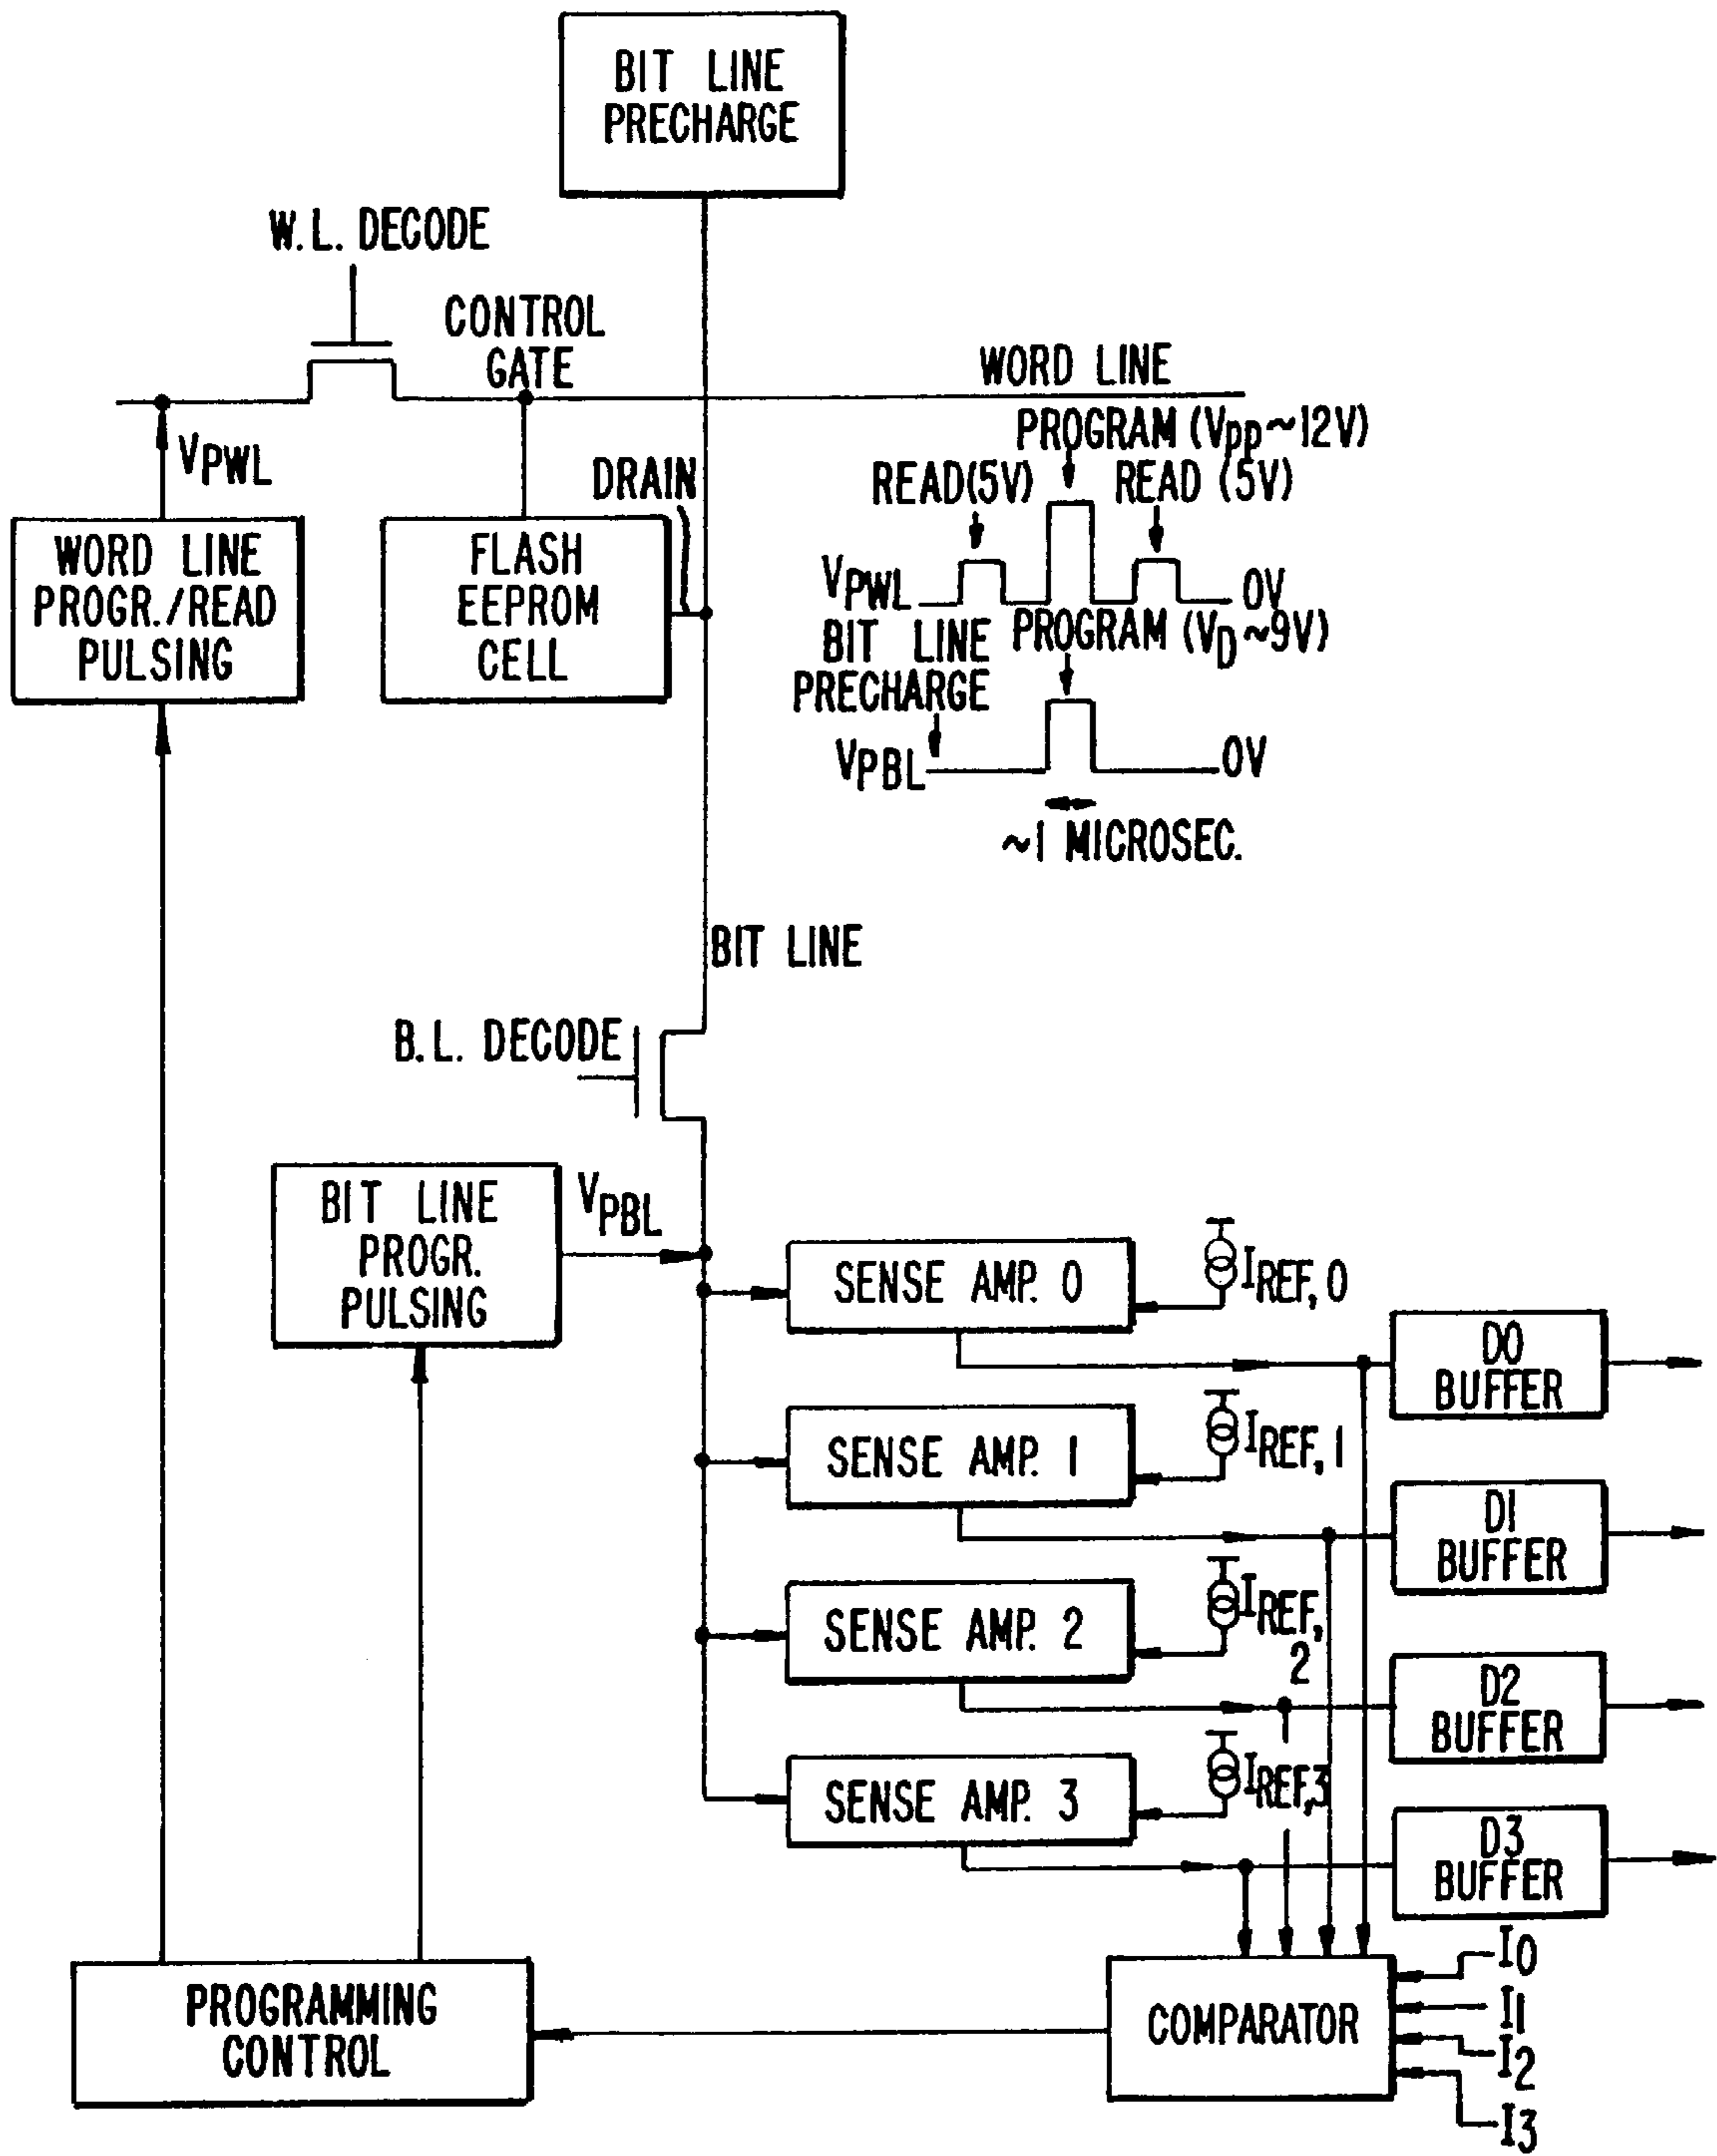 BIT LINE
PRECHARGE
W.L. DECODE
CONTROL
GATE
WORD LINE
PROGRAM (VPP~12V)
VPWL
DRAIN
READ(5V)
READ (5V)
WORD LINE
PROGR./READ
PULSING
FLASH
EEPROM
CELL
VPWL
0V
BIT LINE
PRECHARGE
PROGRAM (VD~9V)
VPBL
0V
~1 MICROSEC.
BIT LINE
B.L. DECODE
BIT LINE
PROGR.
PULSING
VPBL
SENSE AMP. 0
IREF, 0
D0
BUFFER
SENSE AMP. 1
IREF, 1
D1
BUFFER
SENSE AMP. 2
IREF,
2
D2
BUFFER
SENSE AMP. 3
IREF,3
D3
BUFFER
PROGRAMMING
CONTROL
COMPARATOR
I0
I1
I2
I3